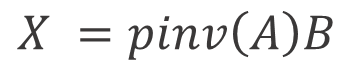 X = pinv(A)B